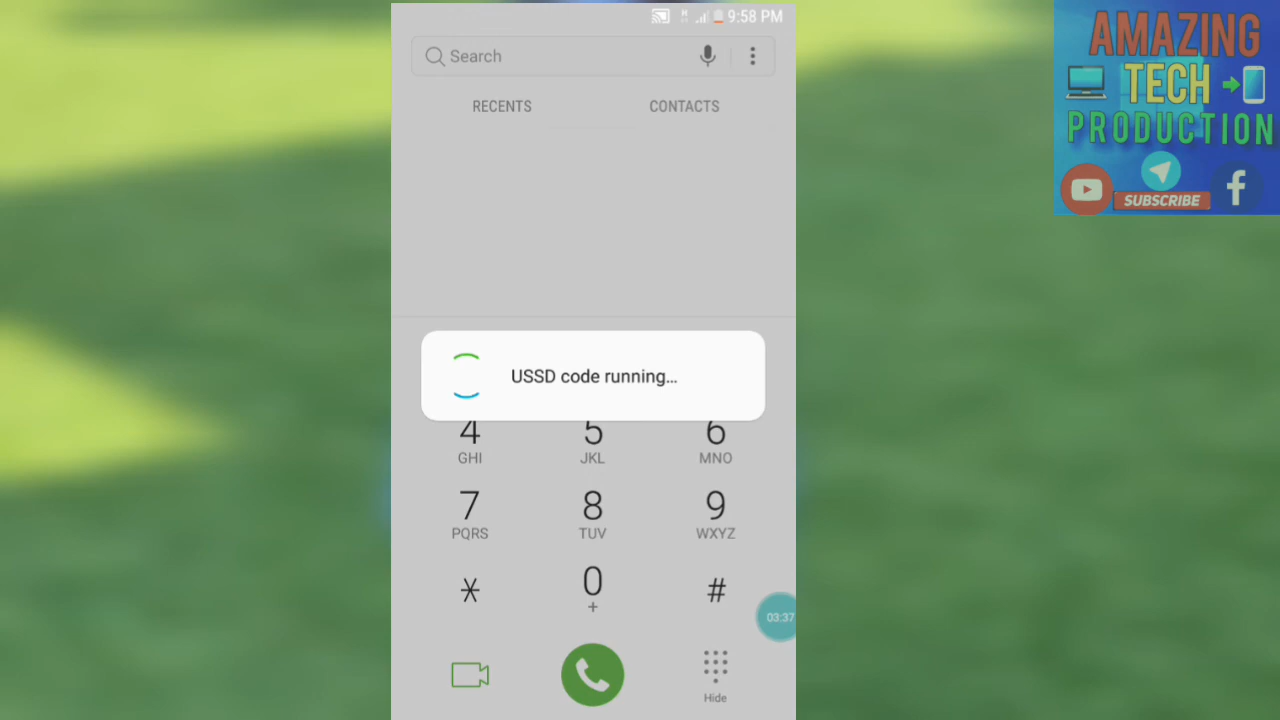 9:58 PM
Search
RECENTS
CONTACTS
USSD code running...
4
5
6
GHI
JKL
MNO
7
8
9
PQRS
TUV
WXYZ
*
0
#
+
03:37
Hide
AMAZING
TECH
PRODUCTION
SUBSCRIBE
f